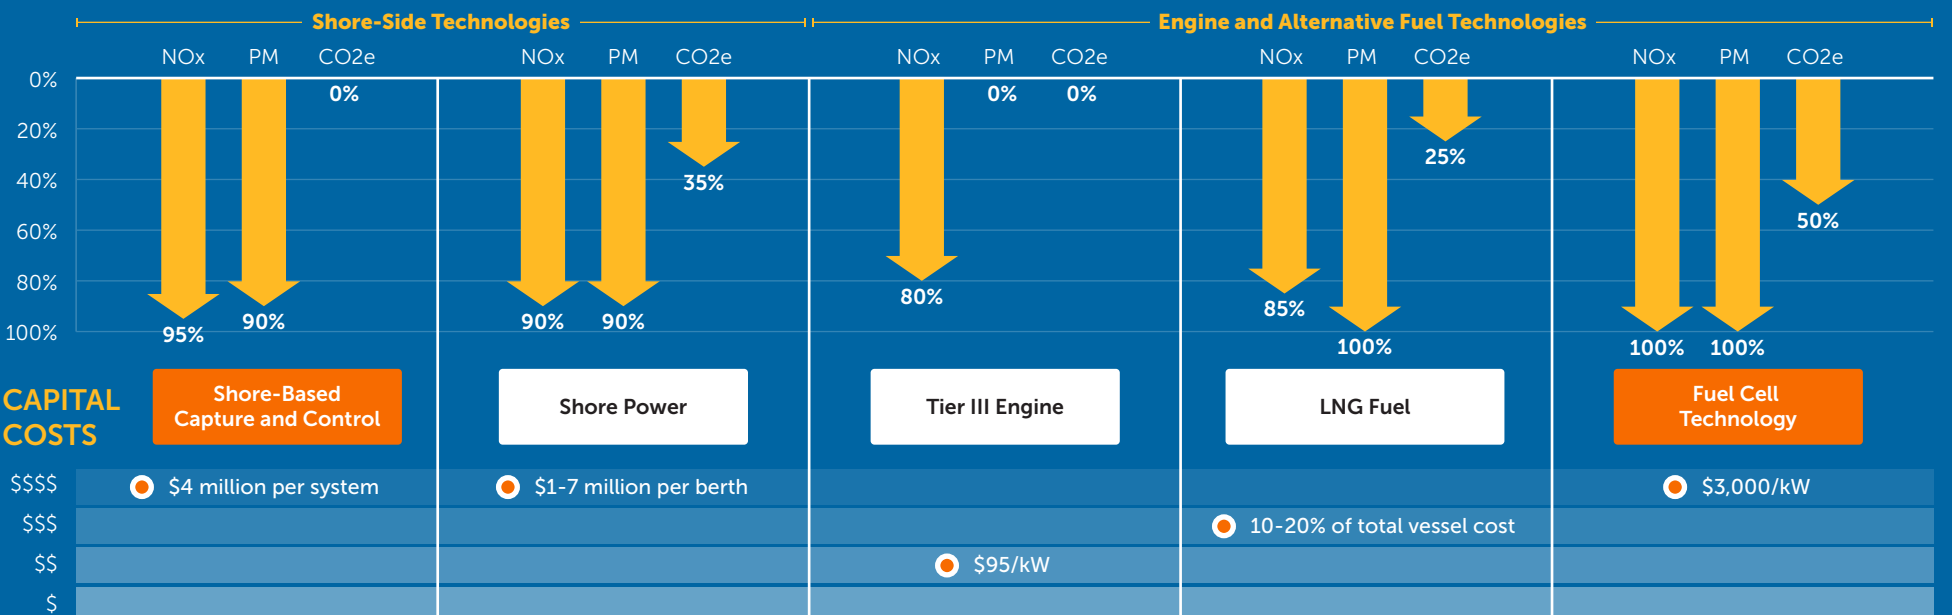 Shore-Side Technologies
Engine and Alternative Fuel Technologies
NOx PM CO2e NOx PM CO2e NOx PM CO2e NOx PM CO2e NOx PM CO2e
0%
20%
40%
60%
80%
100%
95% 90% 0%
90% 90% 35%
80% 0% 0%
85% 100% 25%
100% 100% 50%
CAPITAL
COSTS
Shore-Based
Capture and Control
Shore Power
Tier III Engine
LNG Fuel
Fuel Cell
Technology
$$$$ $4 million per system $1-7 million per berth $3,000/kW
$$$ 10-20% of total vessel cost
$$ $95/kW
$